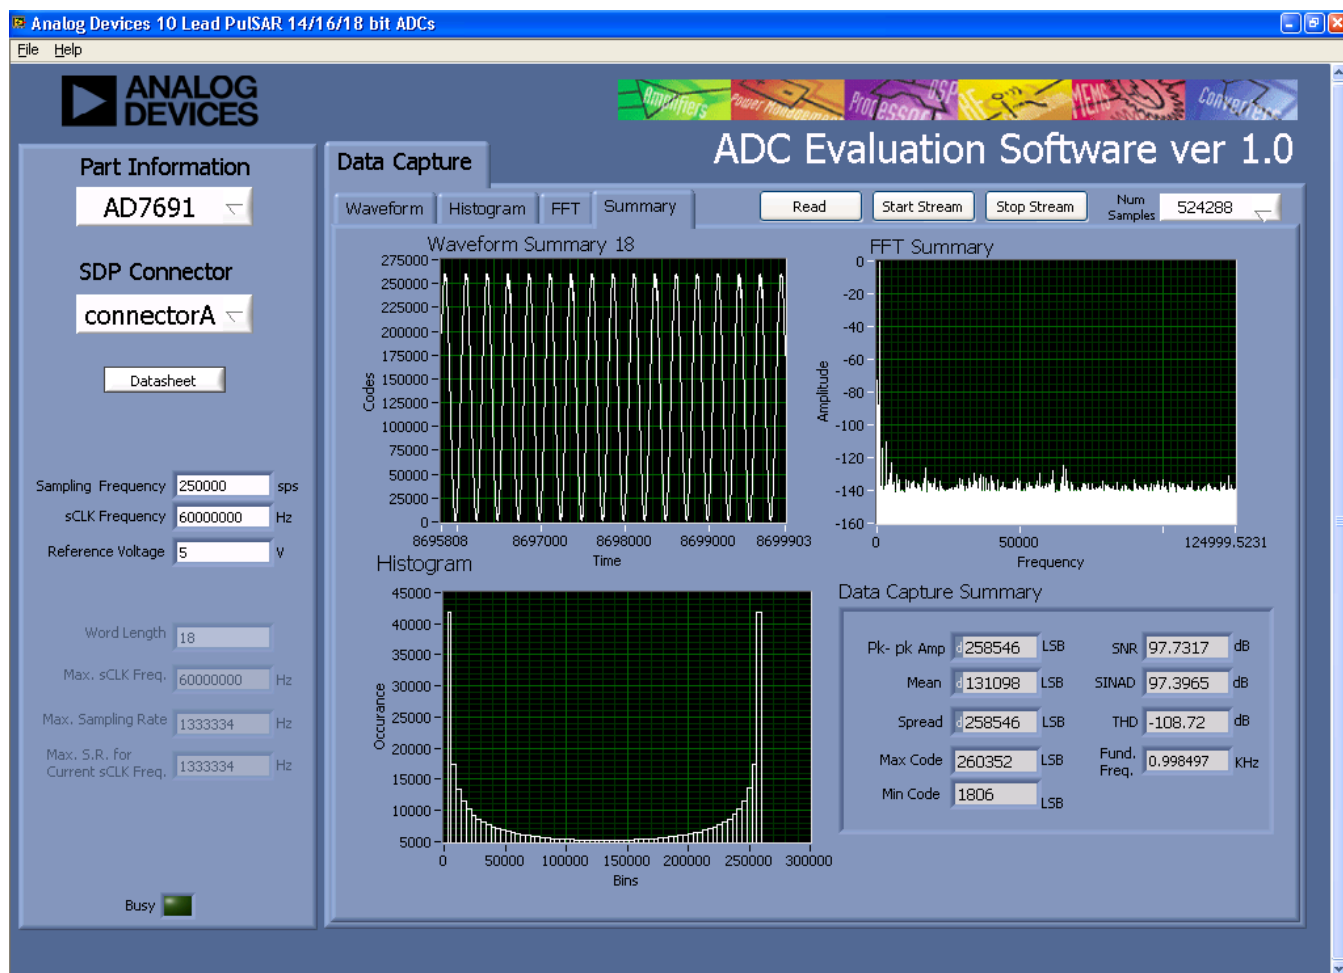 Analog Devices 10 Lead PulSAR 14/16/18 bit ADCs
File Help
ANALOG
DEVICES
Amplifiers Power Management Processors DSP RF MEMS Converters
ADC Evaluation Software ver 1.0
Part Information
AD7691
SDP Connector
connectorA
Datasheet
Sampling Frequency 250000 sps
sCLK Frequency 60000000 Hz
Reference Voltage 5 V
Word Length 18
Max. sCLK Freq. 60000000 Hz
Max. Sampling Rate 1333334 Hz
Max. S.R. for
Current sCLK Freq. 1333334 Hz
Busy
Data Capture
Waveform Histogram FFT Summary
Read Start Stream Stop Stream
Num
Samples 524288
Waveform Summary 18
275000
250000
225000
200000
175000
150000
125000
100000
75000
50000
25000
0
Codes
8695808 8697000 8698000 8699000 8699903
Time
FFT Summary
0
-20
-40
-60
-80
-100
-120
-140
-160
Amplitude
0 50000 124999.5231
Frequency
Histogram
45000
40000
35000
30000
25000
20000
15000
10000
5000
Occurance
0 50000 100000 150000 200000 250000 300000
Bins
Data Capture Summary
Pk- pk Amp d 258546 LSB
Mean d 131098 LSB
Spread d 258546 LSB
Max Code 260352 LSB
Min Code 1806 LSB
SNR 97.7317 dB
SINAD 97.3965 dB
THD -108.72 dB
Fund.
Freq. 0.998497 KHz